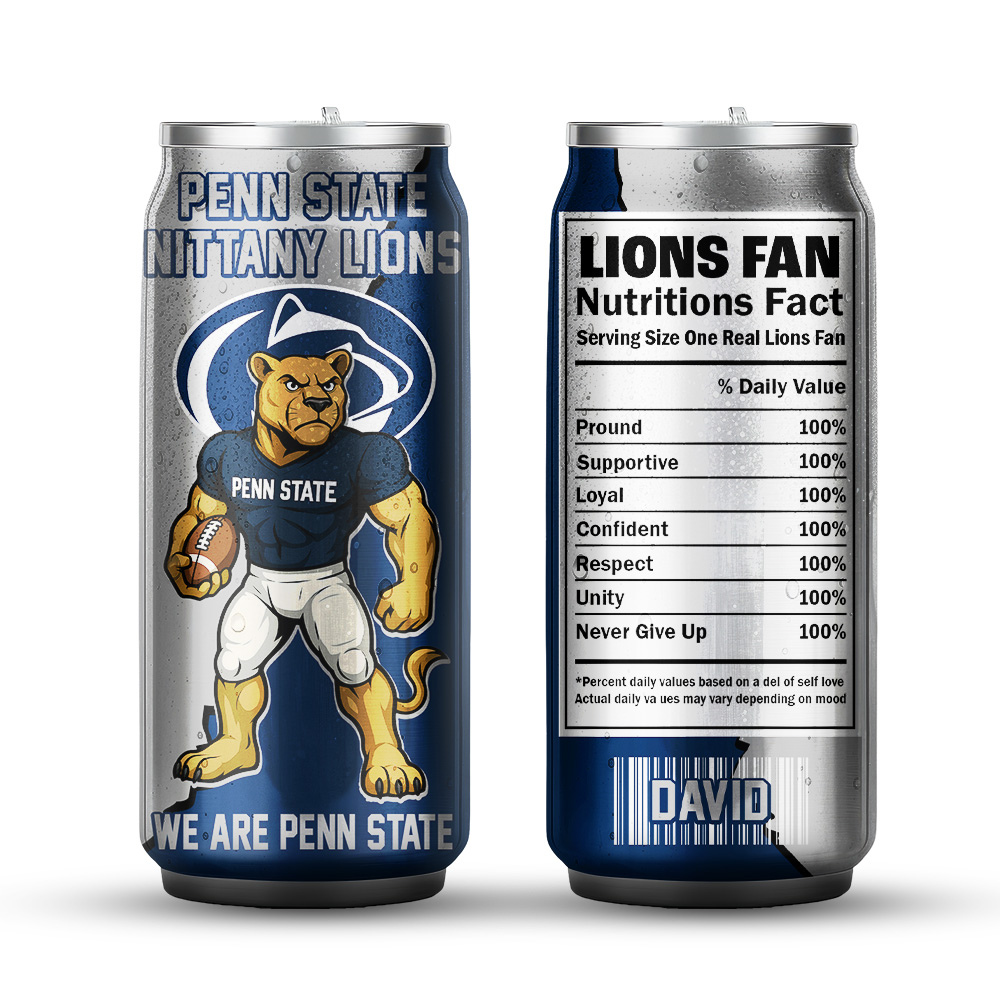 PENN STATE
NITTANY LIONS
PENN STATE
WE ARE PENN STATE
LIONS FAN
Nutritions Fact
Serving Size One Real Lions Fan
% Daily Value
Pround 100%
Supportive 100%
Loyal 100%
Confident 100%
Respect 100%
Unity 100%
Never Give Up 100%
*Percent daily values based on a del of self love
Actual daily va ues may vary depending on mood
DAVID